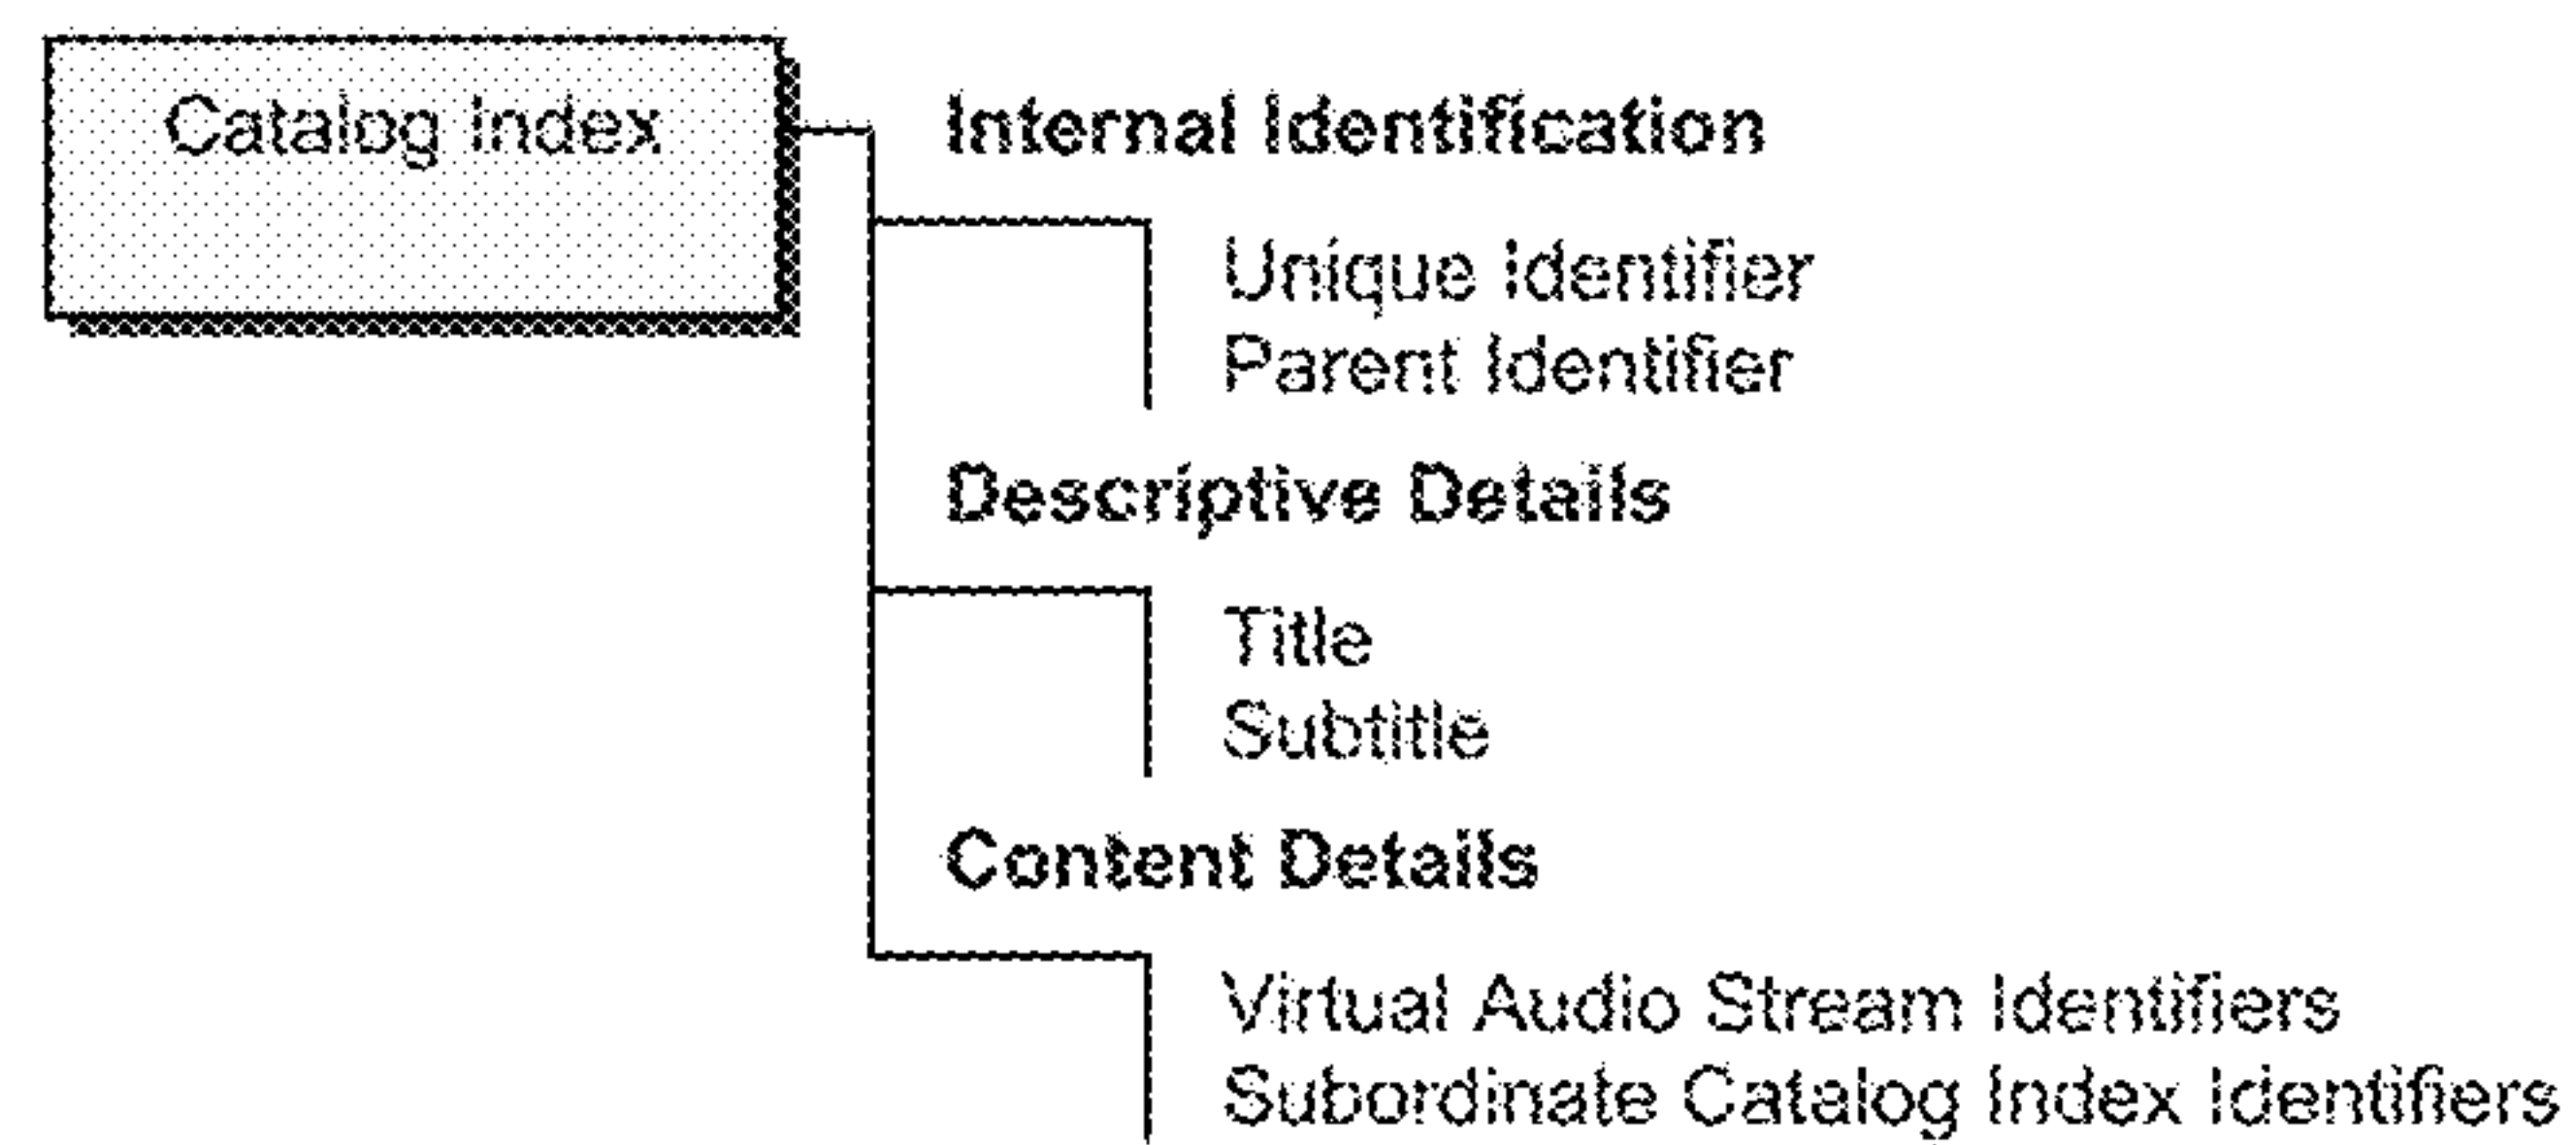 Catalog Index
Internal Identification
Unique Identifier
Parent Identifier
Descriptive Details
Title
Subtitle
Content Details
Virtual Audio Stream Identifiers
Subordinate Catalog Index Identifiers